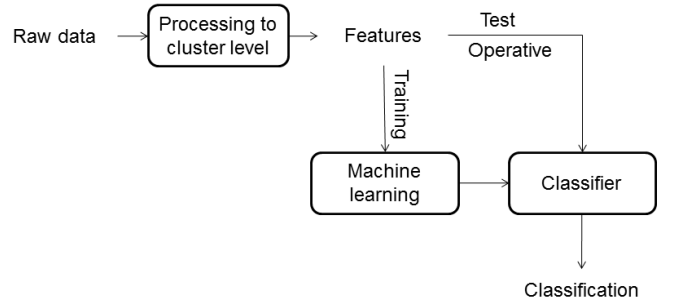 Raw data
Processing to
cluster level
Features
Test
Operative
Training
Machine
learning
Classifier
Classification